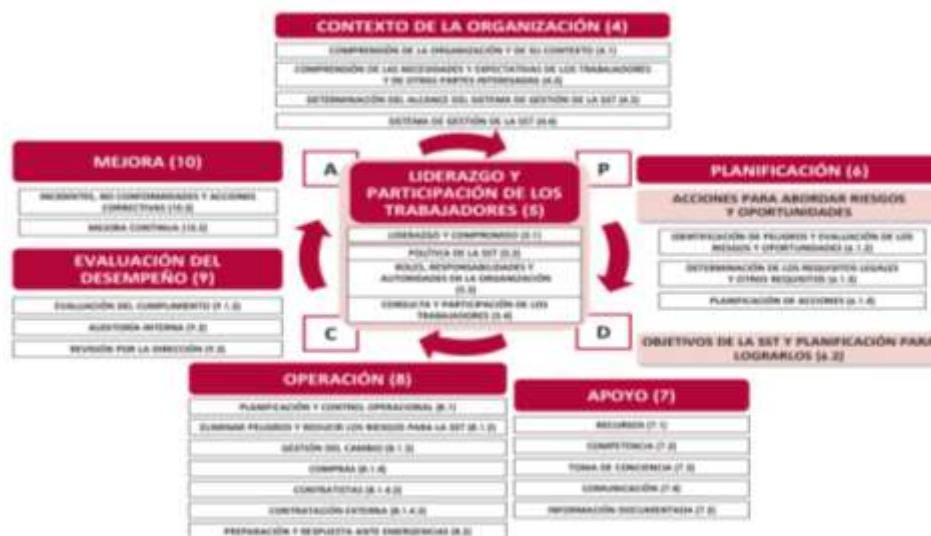 CONTEXTO DE LA ORGANIZACIÓN (4)
COMPRENSIÓN DE LA ORGANIZACIÓN Y DE SU CONTEXTO (4.1)
COMPRENSIÓN DE LAS NECESIDADES Y EXPECTATIVAS DE LOS TRABAJADORES
Y DE OTRAS PARTES INTERESADAS (4.2)
DETERMINACIÓN DEL ALCANCE DEL SISTEMA DE GESTIÓN DE LA SST (4.3)
SISTEMA DE GESTIÓN DE LA SST (4.4)
A
P
LIDERAZGO Y
PARTICIPACIÓN DE LOS
TRABAJADORES (5)
LIDERAZGO Y COMPROMISO (5.1)
POLÍTICA DE LA SST (5.2)
ROLES, RESPONSABILIDADES Y
AUTORIDADES EN LA ORGANIZACIÓN
(5.3)
CONSULTA Y PARTICIPACIÓN DE LOS
TRABAJADORES (5.4)
C
D
PLANIFICACIÓN (6)
ACCIONES PARA ABORDAR RIESGOS
Y OPORTUNIDADES
IDENTIFICACIÓN DE PELIGROS Y EVALUACIÓN DE LOS
RIESGOS Y OPORTUNIDADES (6.1.2)
DETERMINACIÓN DE LOS REQUISITOS LEGALES
Y OTROS REQUISITOS (6.1.3)
PLANIFICACIÓN DE ACCIONES (6.1.4)
OBJETIVOS DE LA SST Y PLANIFICACIÓN PARA
LOGRARLOS (6.2)
APOYO (7)
RECURSOS (7.1)
COMPETENCIA (7.2)
TOMA DE CONCIENCIA (7.3)
COMUNICACIÓN (7.4)
INFORMACIÓN DOCUMENTADA (7.5)
OPERACIÓN (8)
PLANIFICACIÓN Y CONTROL OPERACIONAL (8.1)
ELIMINAR PELIGROS Y REDUCIR LOS RIESGOS PARA LA SST (8.1.2)
GESTIÓN DEL CAMBIO (8.1.3)
COMPRAS (8.1.4)
CONTRATISTAS (8.1.4.2)
CONTRATACIÓN EXTERNA (8.1.4.3)
PREPARACIÓN Y RESPUESTA ANTE EMERGENCIAS (8.2)
EVALUACIÓN DEL
DESEMPEÑO (9)
EVALUACIÓN DEL CUMPLIMIENTO (9.1.2)
AUDITORÍA INTERNA (9.2)
REVISIÓN POR LA DIRECCIÓN (9.3)
MEJORA (10)
INCIDENTES, NO CONFORMIDADES Y ACCIONES
CORRECTIVAS (10.2)
MEJORA CONTINUA (10.3)